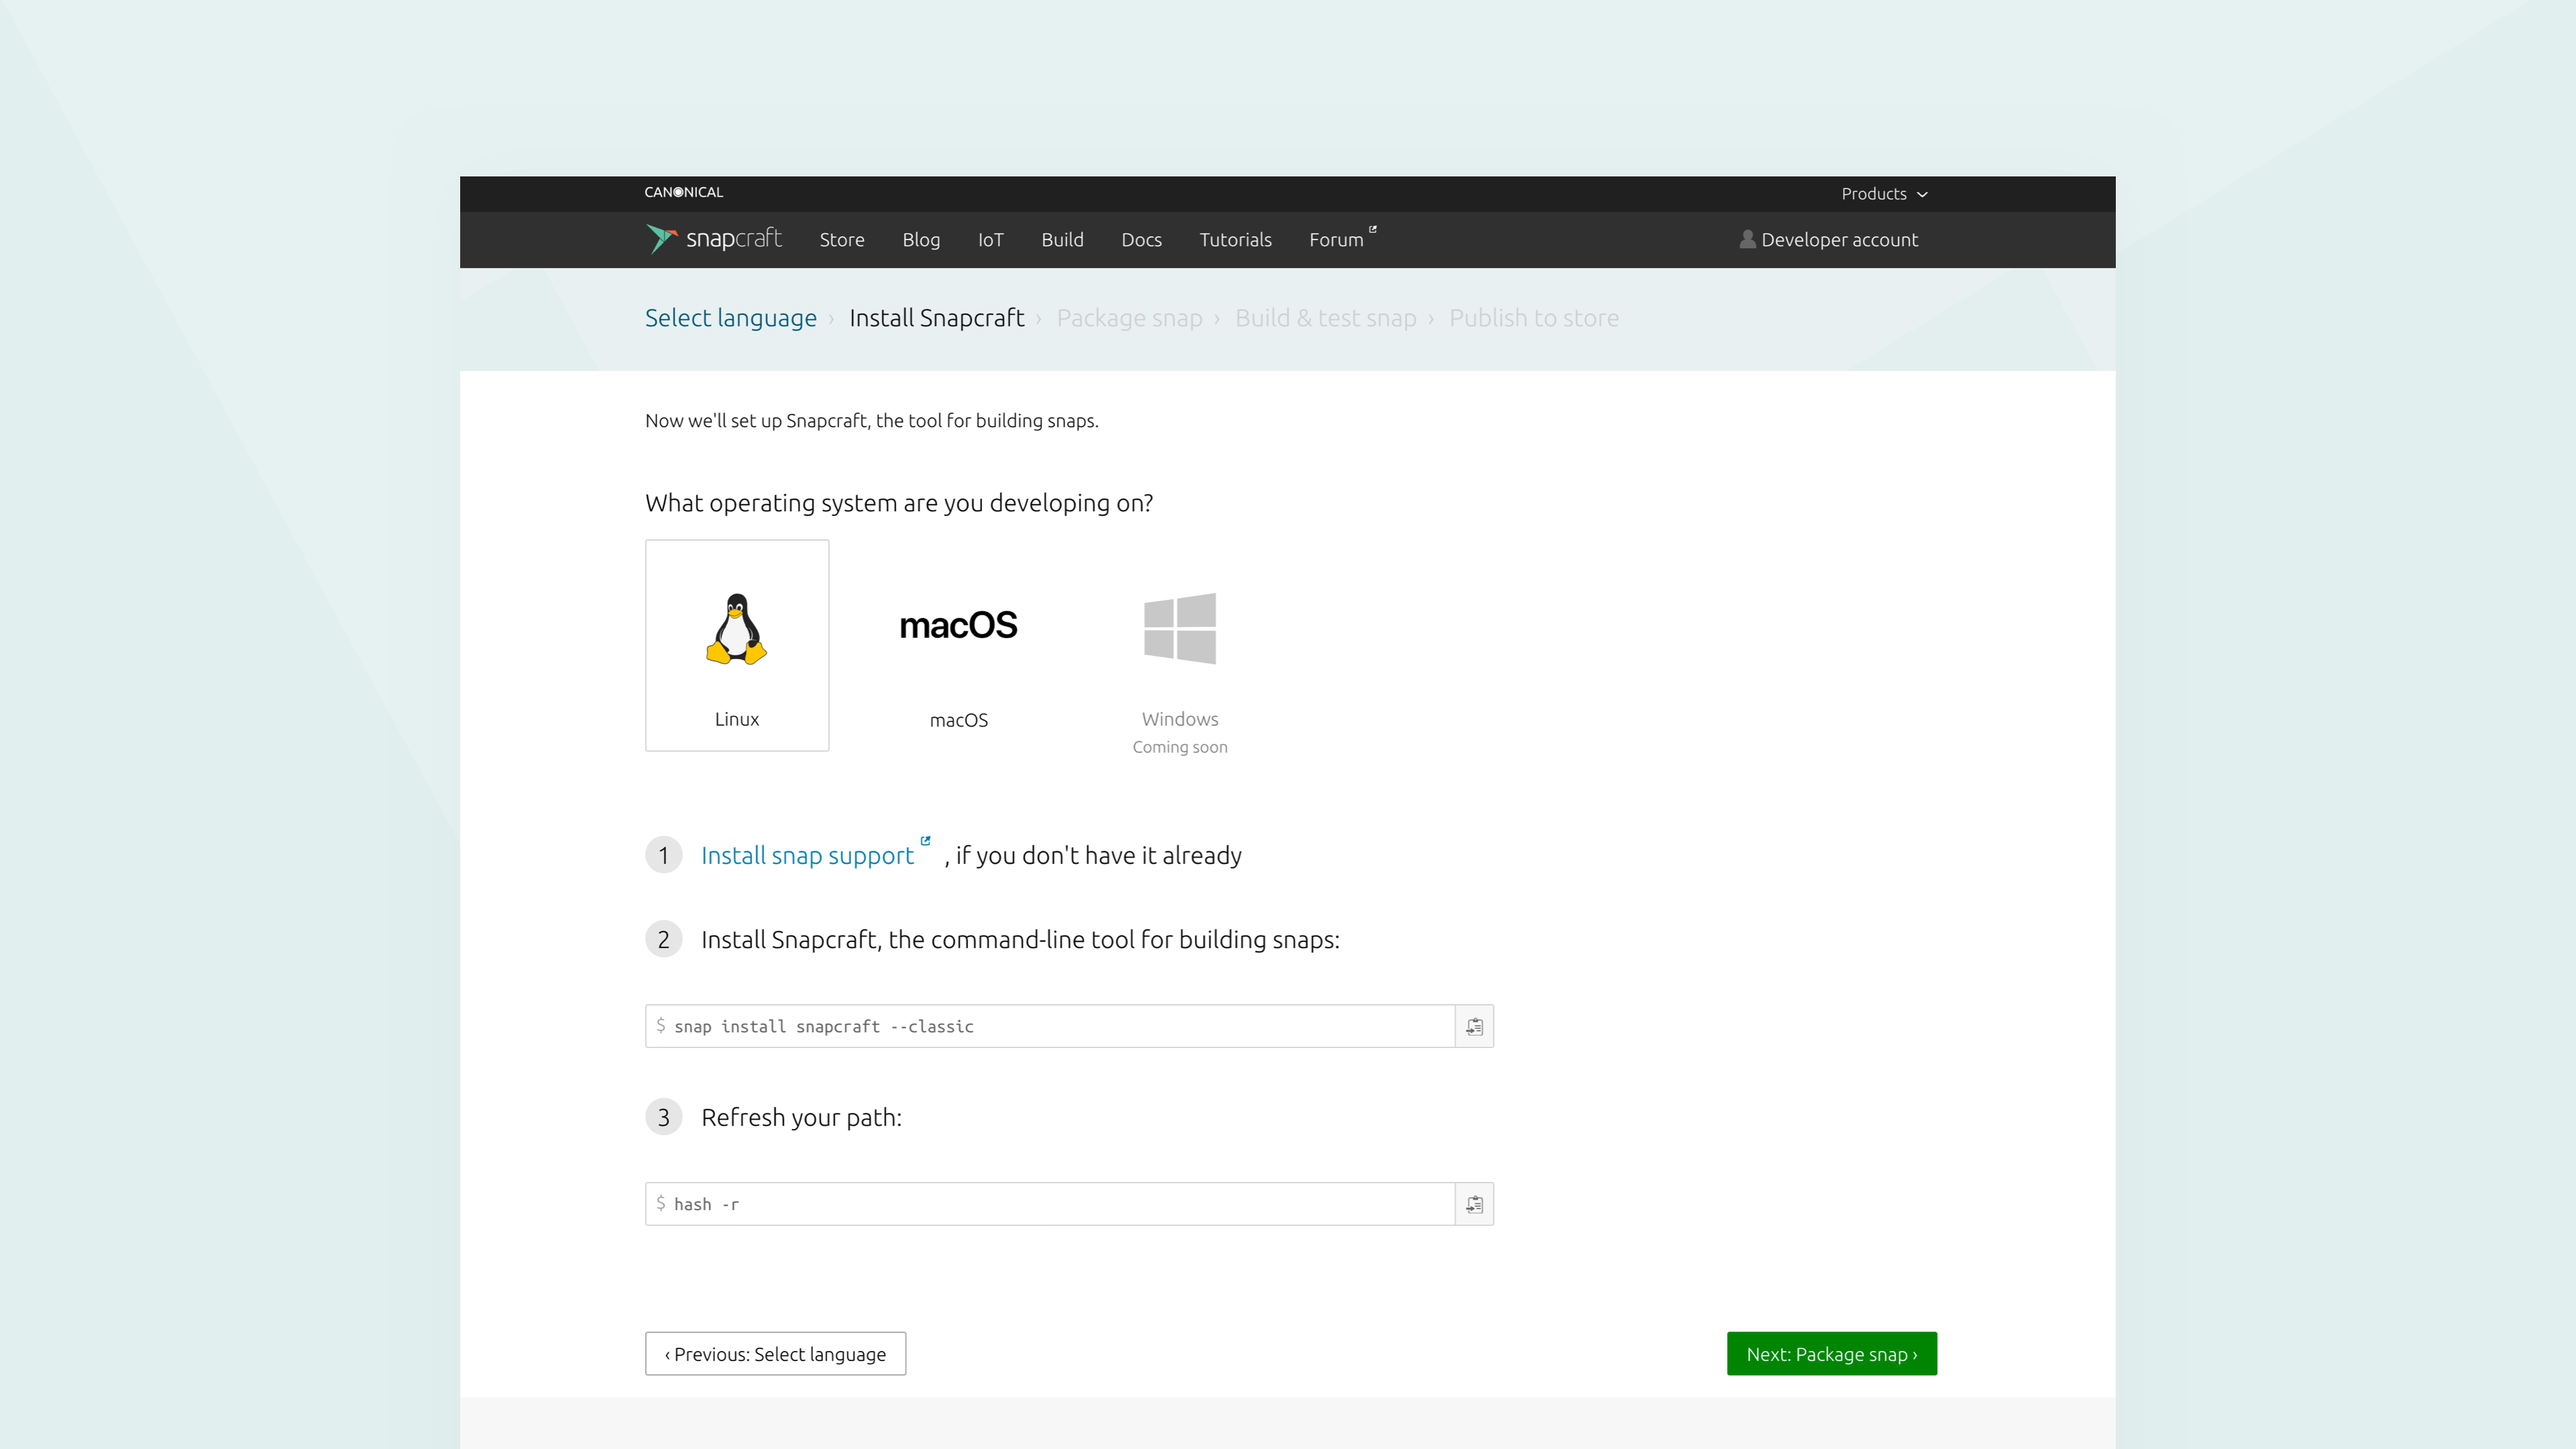 CANONICAL
Products
snapcraft Store Blog IoT Build Docs Tutorials Forum Developer account
Select language › Install Snapcraft › Package snap › Build & test snap › Publish to store
Now we'll set up Snapcraft, the tool for building snaps.
What operating system are you developing on?
macOS
Linux macOS Windows
Coming soon
1 Install snap support , if you don't have it already
2 Install Snapcraft, the command-line tool for building snaps:
$ snap install snapcraft --classic
3 Refresh your path:
$ hash -r
‹ Previous: Select language Next: Package snap ›